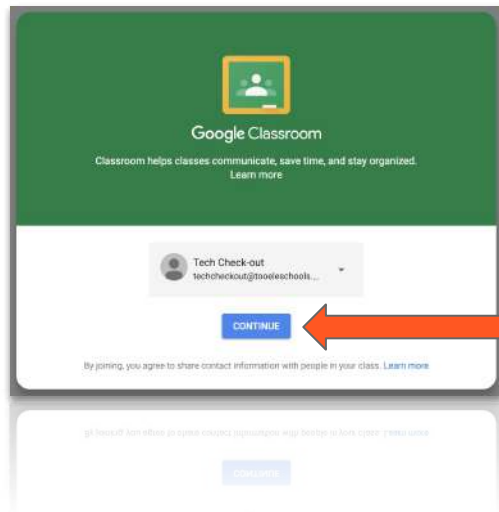 Google Classroom
Classroom helps classes communicate, save time, and stay organized.
Learn more
Tech Check-out
techcheckout@tooeleschools....
CONTINUE
By joining, you agree to share contact information with people in your class. Learn more